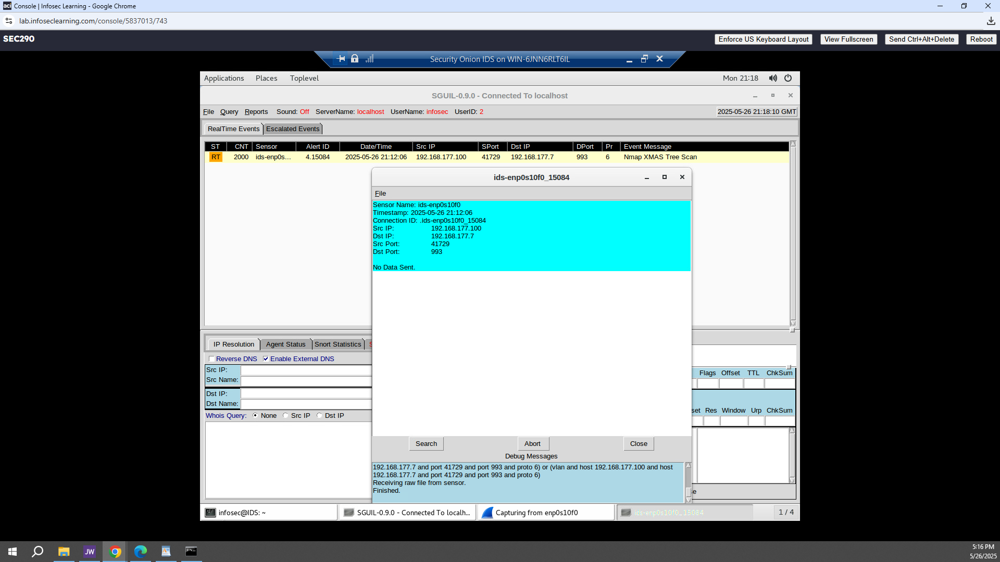 Console | Infosec Learning - Google Chrome
lab.infoseclearning.com/console/5837013/743
SEC290
Enforce US Keyboard Layout View Fullscreen Send Ctrl+Alt+Delete Reboot
Security Onion IDS on WIN-6JNN6RLT6IL
Applications Places Toplevel Mon 21:18
SGUIL-0.9.0 - Connected To localhost
File Query Reports Sound: Off ServerName: localhost UserName: infosec UserID: 2 2025-05-26 21:18:10 GMT
RealTime Events Escalated Events
ST CNT Sensor Alert ID Date/Time Src IP SPort Dst IP DPort Pr Event Message
RT 2000 ids-enp0s... 4.15084 2025-05-26 21:12:06 192.168.177.100 41729 192.168.177.7 993 6 Nmap XMAS Tree Scan
ids-enp0s10f0_15084
File
Sensor Name: ids-enp0s10f0
Timestamp: 2025-05-26 21:12:06
Connection ID: .ids-enp0s10f0_15084
Src IP: 192.168.177.100
Dst IP: 192.168.177.7
Src Port: 41729
Dst Port: 993
No Data Sent.
IP Resolution Agent Status Snort Statistics S
Reverse DNS Enable External DNS
Src IP:
Src Name:
Dst IP:
Dst Name:
Whois Query: None Src IP Dst IP
Flags Offset TTL ChkSum
set Res Window Urp ChkSum
Search Abort Close
Debug Messages
192.168.177.7 and port 41729 and port 993 and proto 6) or (vlan and host 192.168.177.100 and host
192.168.177.7 and port 41729 and port 993 and proto 6)
Receiving raw file from sensor.
Finished.
e
infosec@IDS: ~ SGUIL-0.9.0 - Connected To localh... Capturing from enp0s10f0 ids-enp0s10f0_15084 1 / 4
JW
5:16 PM
5/26/2025